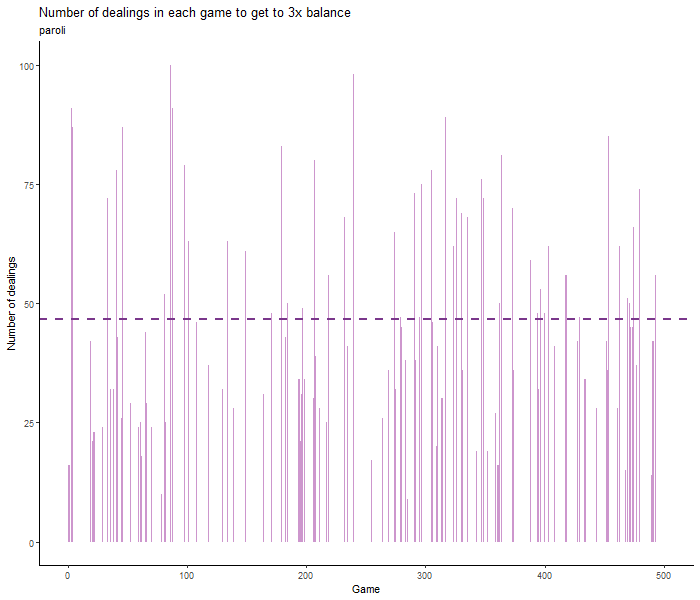 Number of dealings in each game to get to 3x balance
paroli
100
75
50
25
0
Number of dealings
0 100 200 300 400 500
Game